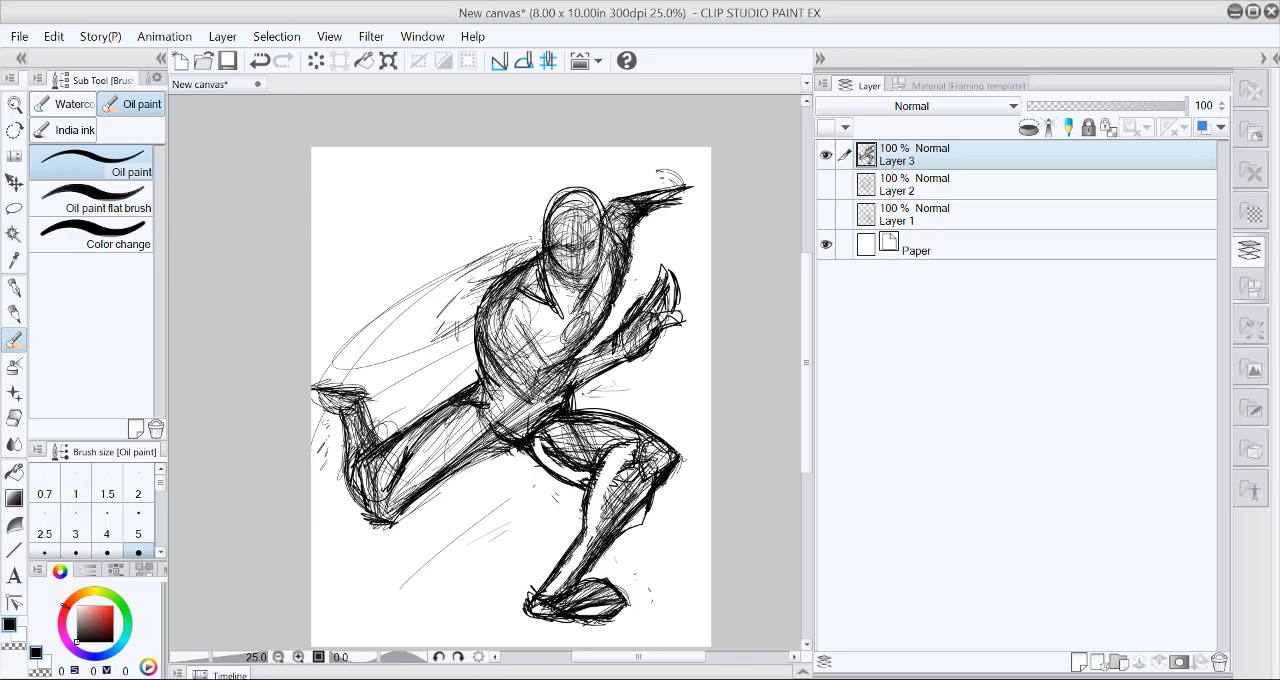 New canvas* (8.00 x 10.00in 300dpi 25.0%) - CLIP STUDIO PAINT EX
File Edit Story(P) Animation Layer Selection View Filter Window Help
Sub Tool [Brus
New canvas*
Layer
Material [Framing template]
Waterco
Oil paint
India ink
Normal
100
Oil paint
Oil paint flat brush
Color change
100 % Normal
Layer 3
100 % Normal
Layer 2
100 % Normal
Layer 1
Paper
Brush size [Oil paint]
0.7 1 1.5 2
2.5 3 4 5
A
25.0
0.0
0 S 0 V 0
Timeline